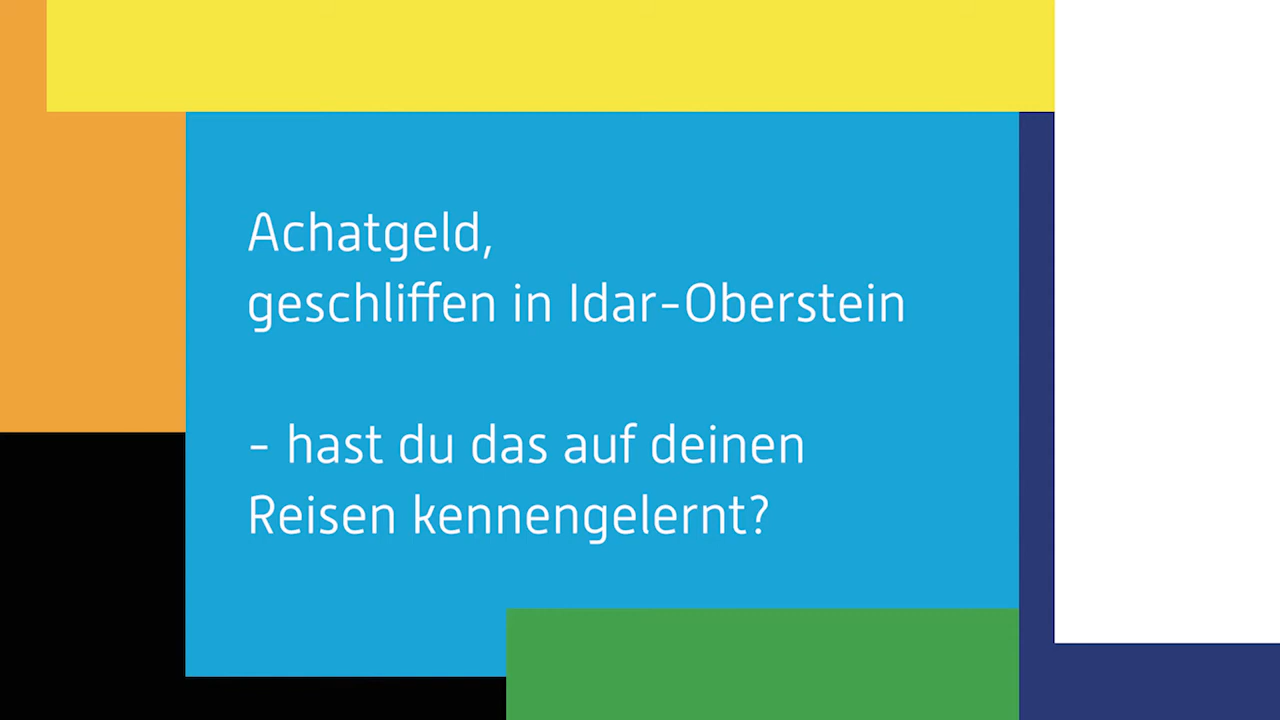 Achatgeld,
geschliffen in Idar-Oberstein
- hast du das auf deinen
Reisen kennengelernt?